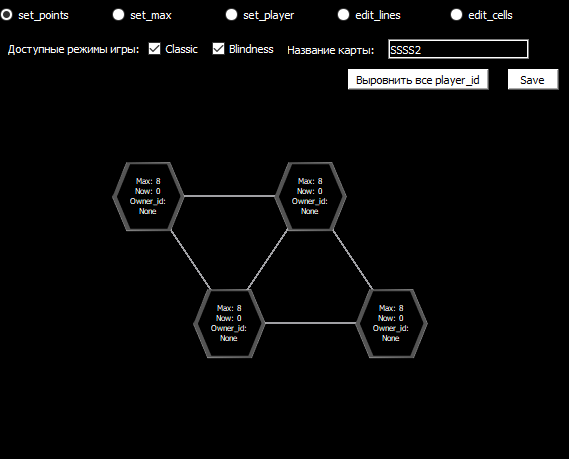 set_points set_max set_player edit_lines edit_cells
Доступные режимы игры: Classic Blindness Название карты: SSSS2
Выровнить все player_id Save
Max: 8
Now: 0
Owner_id:
None
Max: 8
Now: 0
Owner_id:
None
Max: 8
Now: 0
Owner_id:
None
Max: 8
Now: 0
Owner_id:
None